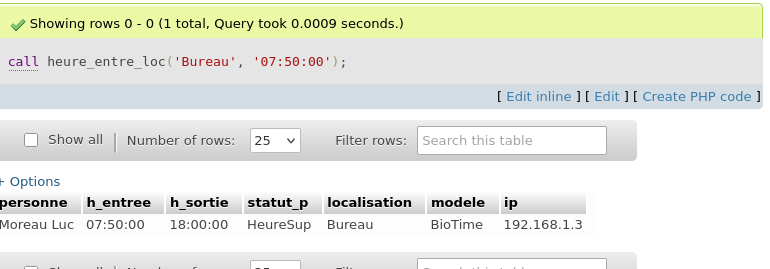 Showing rows 0 - 0 (1 total, Query took 0.0009 seconds.)
call heure_entre_loc('Bureau', '07:50:00');
[ Edit inline ] [ Edit ] [ Create PHP code ]
Show all | Number of rows: 25 Filter rows: Search this table
+ Options
personne h_entree h_sortie statut_p localisation modele ip
Moreau Luc 07:50:00 18:00:00 HeureSup Bureau BioTime 192.168.1.3